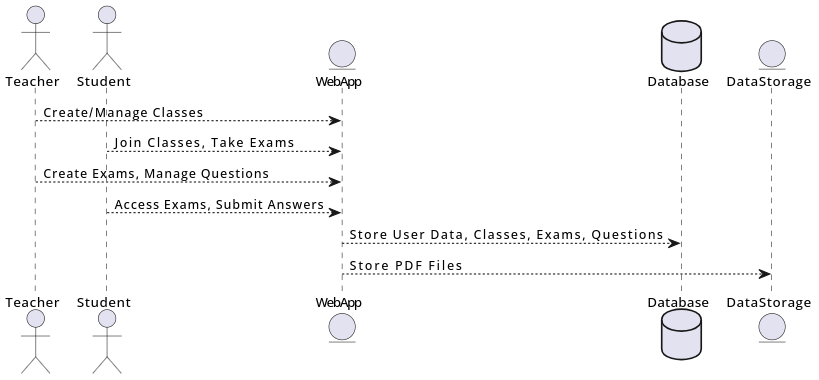 Teacher Student WebApp Database DataStorage
Create/Manage Classes
Join Classes, Take Exams
Create Exams, Manage Questions
Access Exams, Submit Answers
Store User Data, Classes, Exams, Questions
Store PDF Files
Teacher Student WebApp Database DataStorage